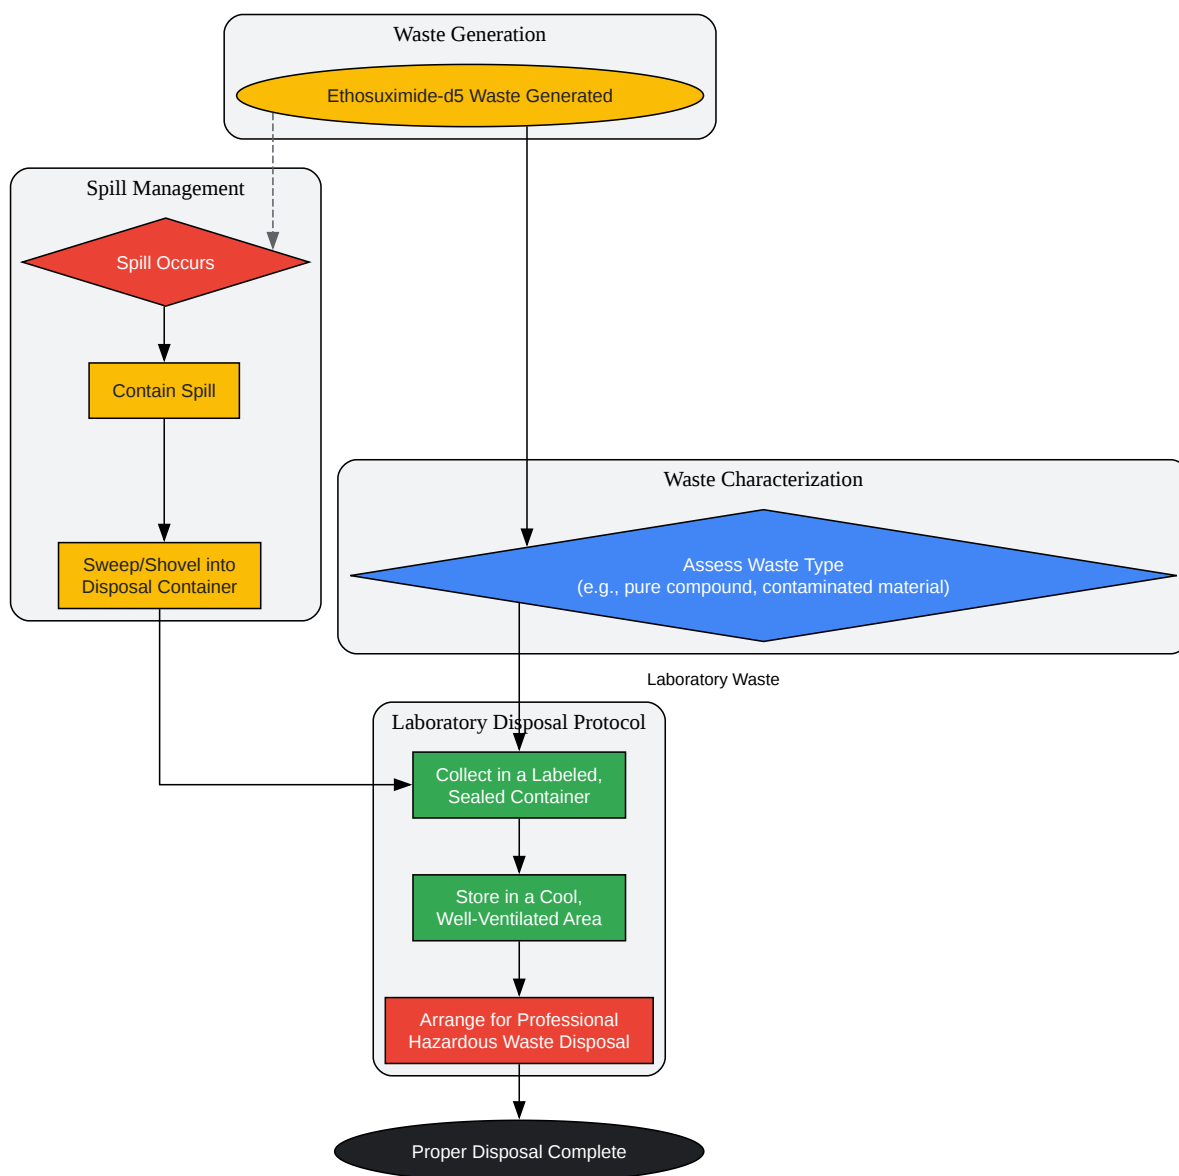 Waste Generation
Ethosuximide-d5 Waste Generated
Spill Management
Spill Occurs
Contain Spill
Sweep/Shovel into
Disposal Container
Waste Characterization
Assess Waste Type
(e.g., pure compound, contaminated material)
Laboratory Waste
Laboratory Disposal Protocol
Collect in a Labeled,
Sealed Container
Store in a Cool,
Well-Ventilated Area
Arrange for Professional
Hazardous Waste Disposal
Proper Disposal Complete